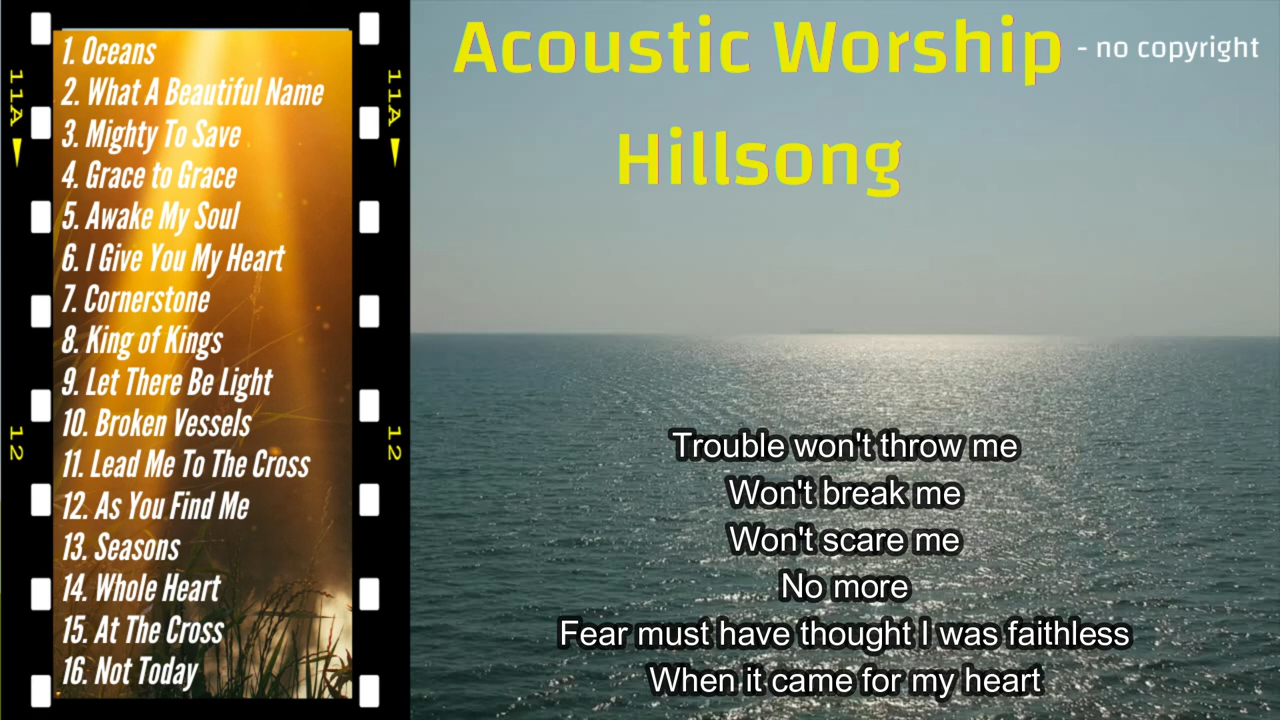 11A
12
1. Oceans
2. What A Beautiful Name
3. Mighty To Save
4. Grace to Grace
5. Awake My Soul
6. I Give You My Heart
7. Cornerstone
8. King of Kings
9. Let There Be Light
10. Broken Vessels
11. Lead Me To The Cross
12. As You Find Me
13. Seasons
14. Whole Heart
15. At The Cross
16. Not Today
11A
12
Acoustic Worship - no copyright
Hillsong
Trouble won't throw me
Won't break me
Won't scare me
No more
Fear must have thought I was faithless
When it came for my heart